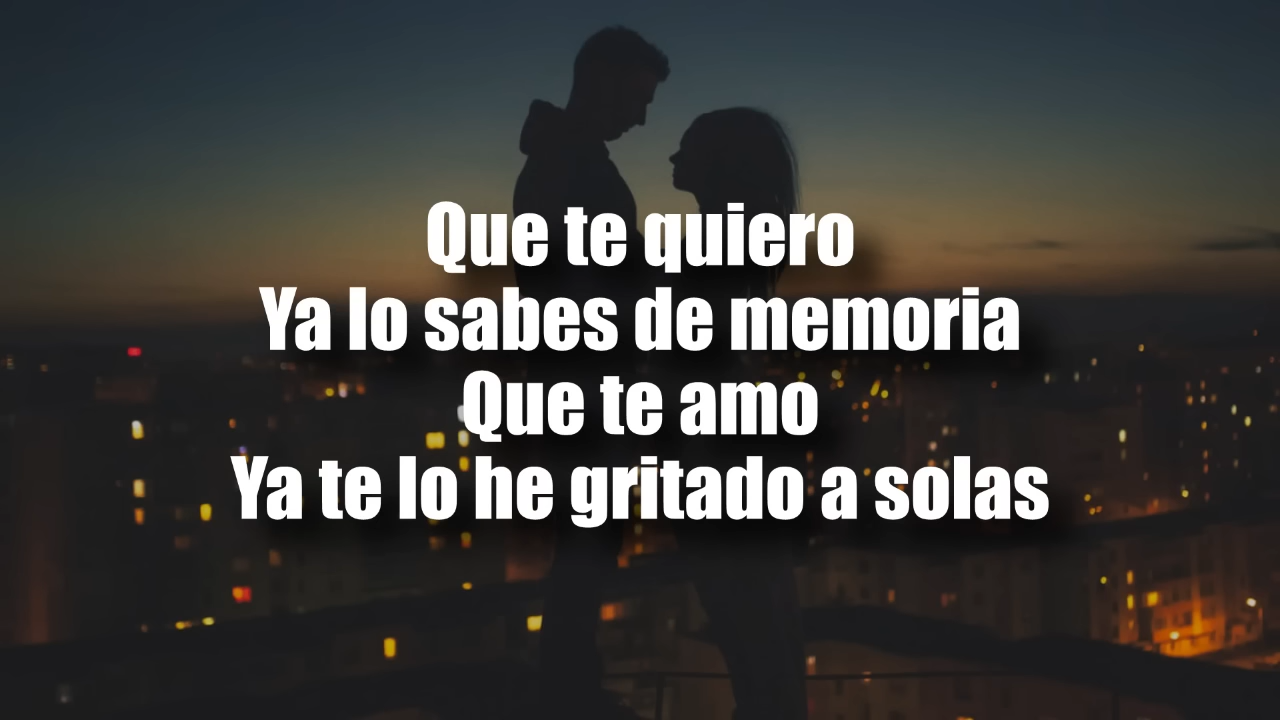 Que te quiero
Ya lo sabes de memoria
Que te amo
Ya te lo he gritado a solas